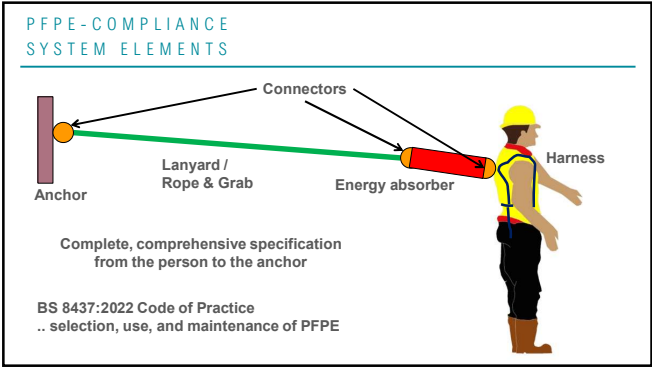 PFPE-COMPLIANCE
SYSTEM ELEMENTS
Connectors
Harness
Lanyard /
Rope & Grab
Energy absorber
Anchor
Complete, comprehensive specification
from the person to the anchor
BS 8437:2022 Code of Practice
.. selection, use, and maintenance of PFPE